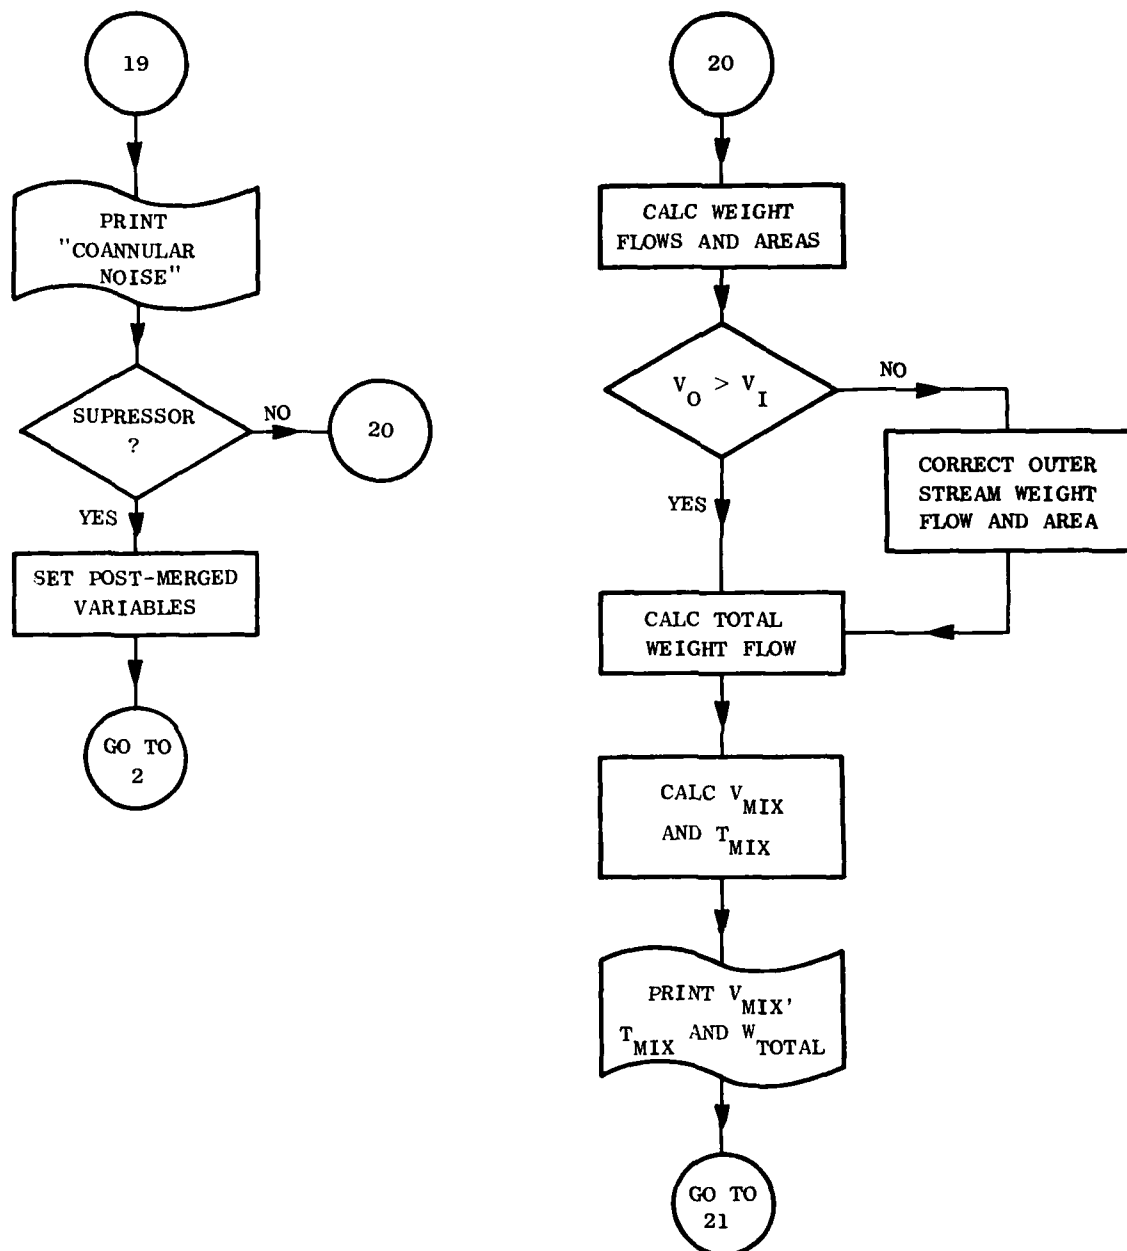 19
PRINT
"COANNULAR
NOISE"
SUPRESSOR
?
NO
20
YES
SET POST-MERGED
VARIABLES
GO TO
2
20
CALC WEIGHT
FLOWS AND AREAS
V_O > V_I
NO
CORRECT OUTER
STREAM WEIGHT
FLOW AND AREA
YES
CALC TOTAL
WEIGHT FLOW
CALC V_MIX
AND T_MIX
PRINT V_MIX,
T_MIX AND W_TOTAL
GO TO
21